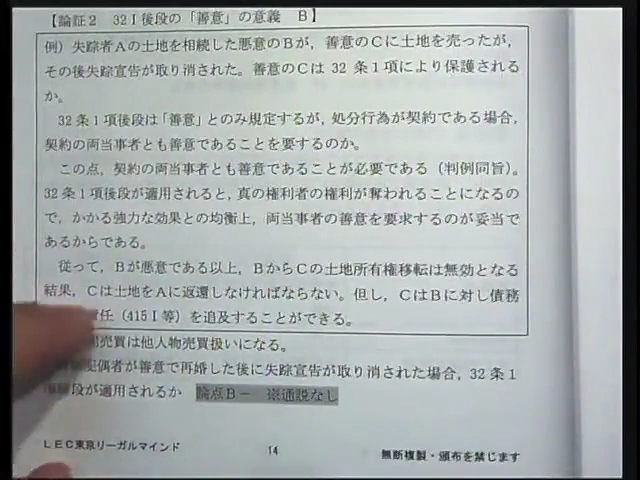 【論証2 32Ⅰ後段の「善意」の意義 B】
例）失踪者Aの土地を相続した悪意のBが，善意のCに土地を売ったが，
その後失踪宣告が取り消された。善意のCは32条1項により保護される
か。
32条1項後段は「善意」とのみ規定するが，処分行為が契約である場合，
契約の両当事者とも善意であることを要するのか。
この点，契約の両当事者とも善意であることが必要である（判例同旨）。
32条1項後段が適用されると，真の権利者の権利が奪われることになるの
で，かかる強力な効果との均衡上，両当事者の善意を要求するのが妥当で
あるからである。
従って，Bが悪意である以上，BからCの土地所有権移転は無効となる
結果，Cは土地をAに返還しなければならない。但し，CはBに対し債務
任（415Ⅰ等）を追及することができる。
売買は他人物売買扱いになる。
偶者が善意で再婚した後に失踪宣告が取り消された場合，32条1
段が適用されるか 論点B－ ※通説なし
LEC東京リーガルマインド
14
無断複製・頒布を禁じます